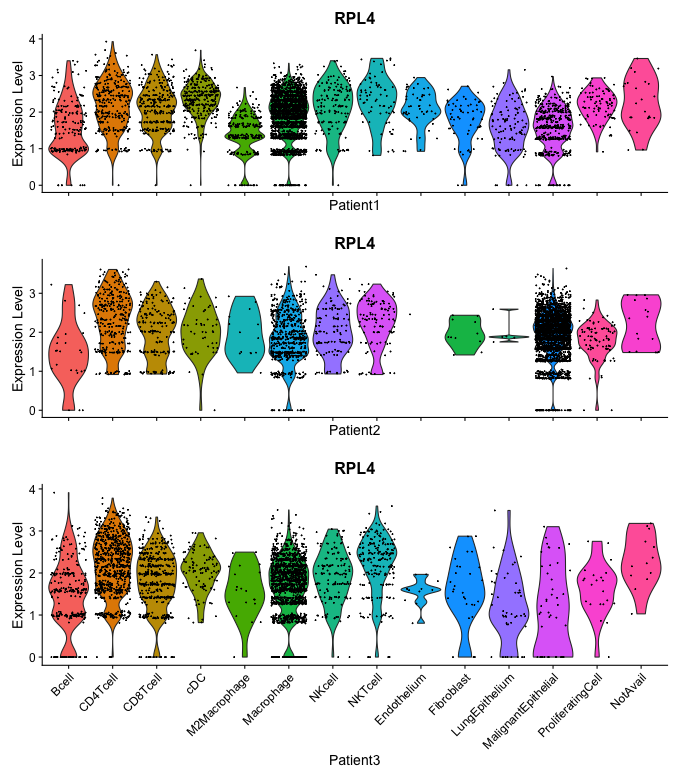 RPL4
Expression Level
4
3
2
1
0
Patient1
RPL4
Expression Level
3
2
1
0
Patient2
RPL4
Expression Level
4
3
2
1
0
Bcell
CD4Tcell
CD8Tcell
cDC
M2Macrophage
Macrophage
NKcell
NKTcell
Endothelium
Fibroblast
LungEpithelium
MalignantEpithelial
ProliferatingCell
NotAvail
Patient3